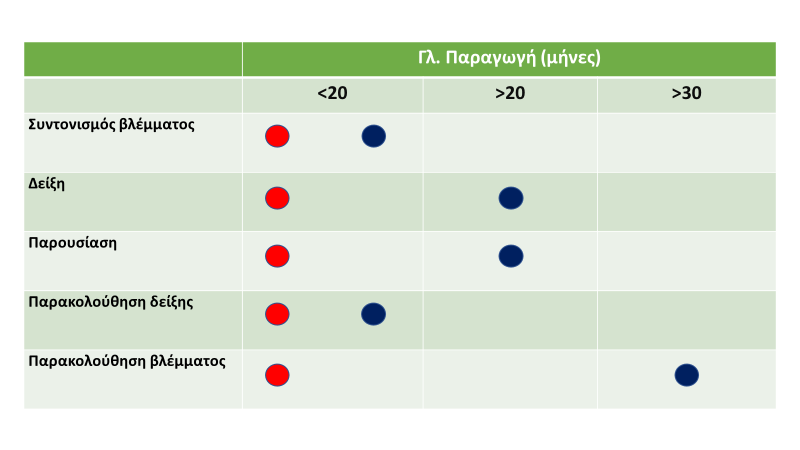 Γλ. Παραγωγή (μήνες)
<20 >20 >30
Συντονισμός βλέμματος
Δείξη
Παρουσίαση
Παρακολούθηση δείξης
Παρακολούθηση βλέμματος